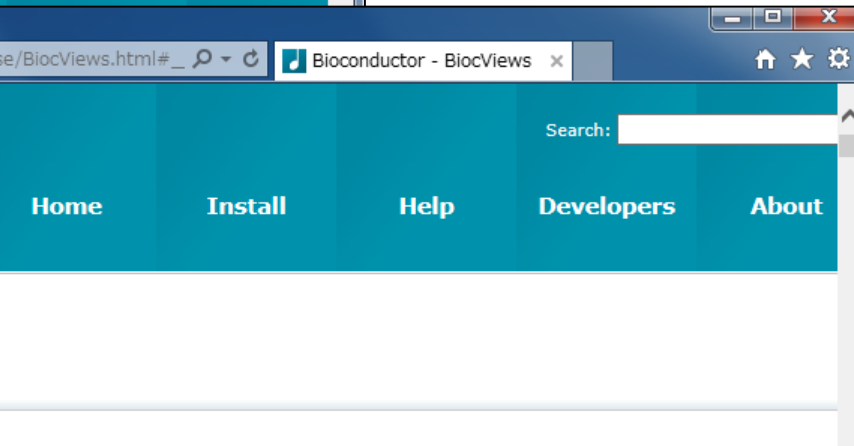 se/BiocViews.html#_
Bioconductor - BiocViews
Search:
Home Install Help Developers About